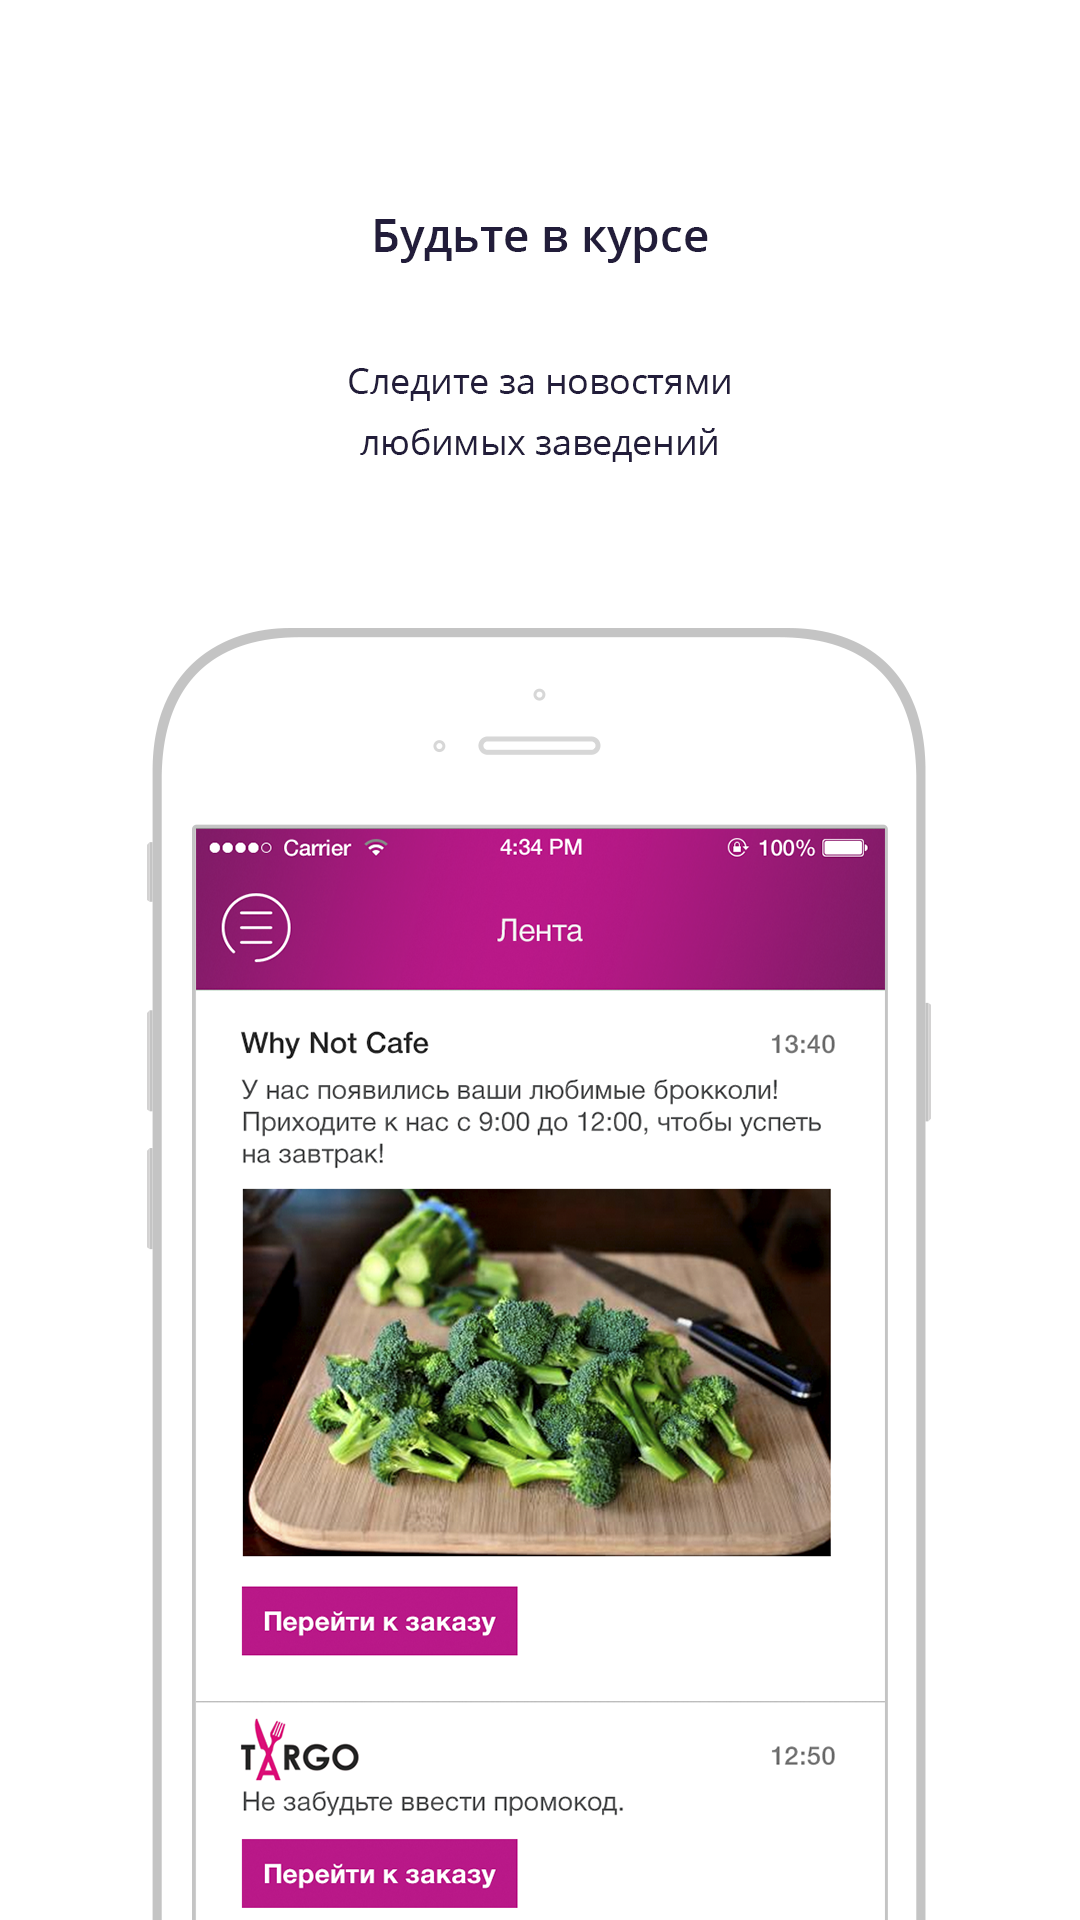 Будьте в курсе
Следите за новостями
любимых заведений
Carrier 4:34 PM 100%
Лента
Why Not Cafe 13:40
У нас появились ваши любимые брокколи!
Приходите к нас с 9:00 до 12:00, чтобы успеть
на завтрак!
Перейти к заказу
TARGO 12:50
Не забудьте ввести промокод.
Перейти к заказу